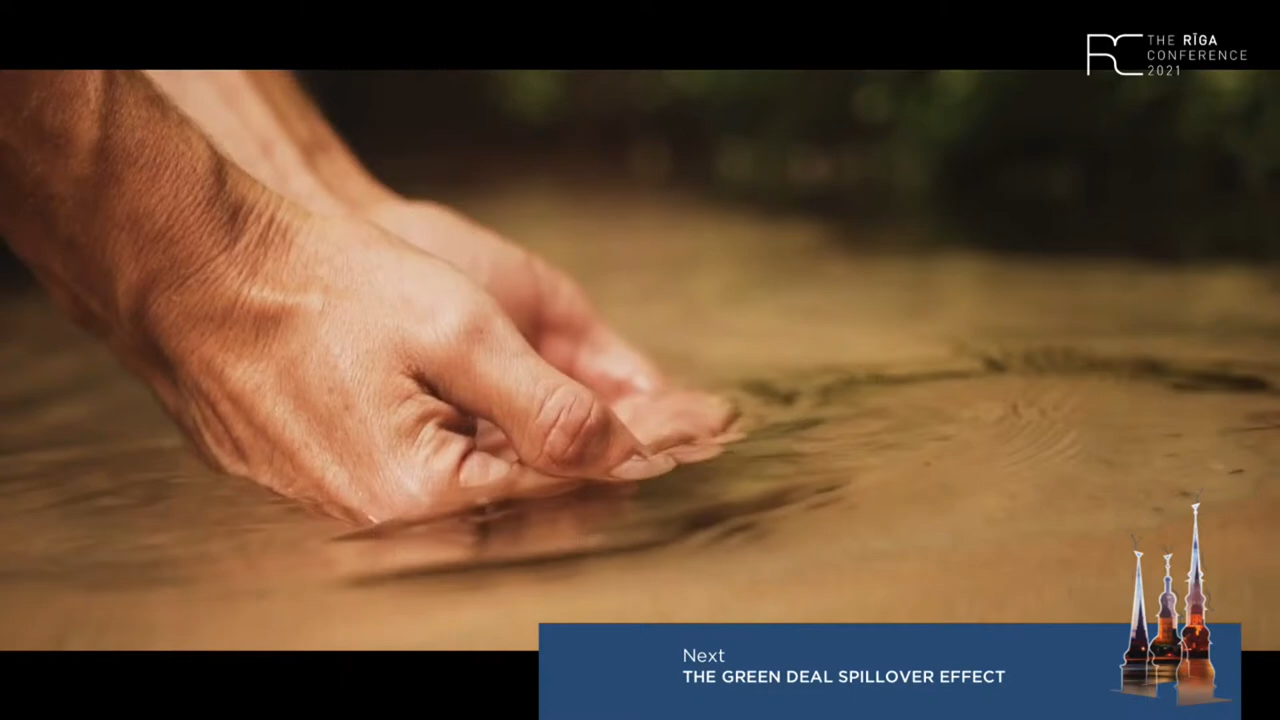 THE RĪGA
CONFERENCE
2021
Next
THE GREEN DEAL SPILLOVER EFFECT